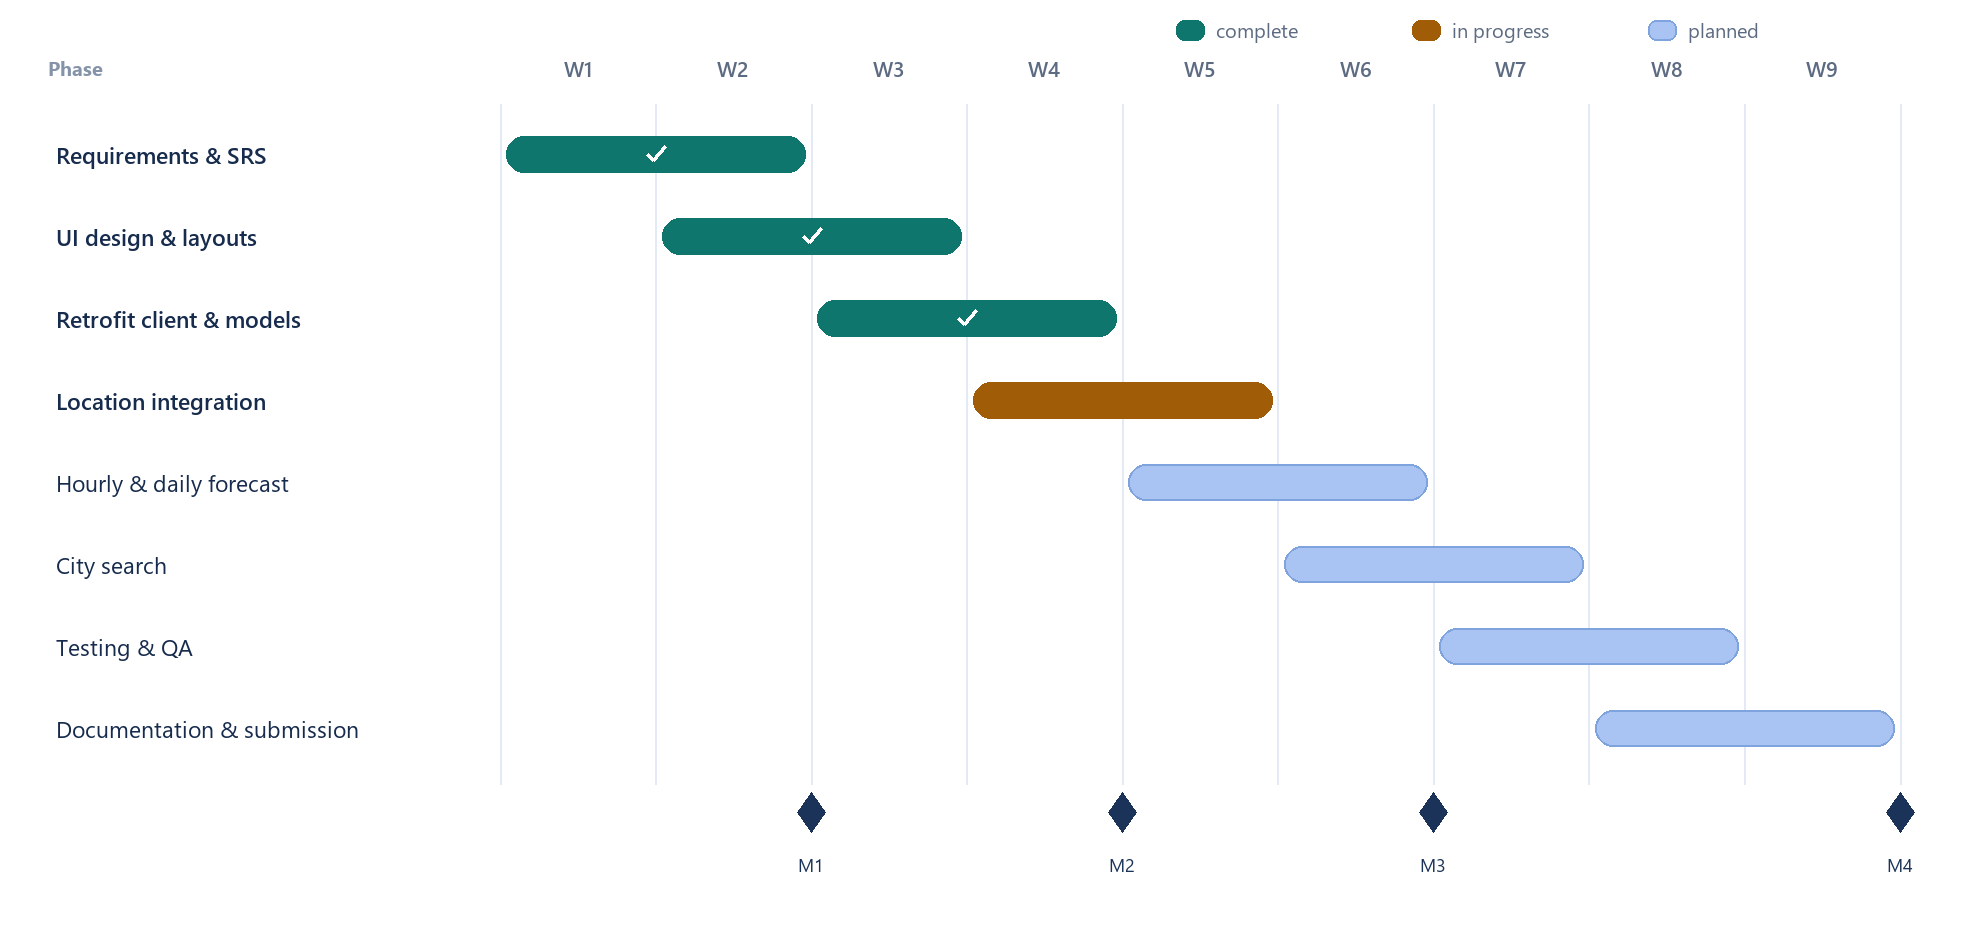 complete in progress planned
Phase W1 W2 W3 W4 W5 W6 W7 W8 W9
Requirements & SRS
UI design & layouts
Retrofit client & models
Location integration
Hourly & daily forecast
City search
Testing & QA
Documentation & submission
M1 M2 M3 M4